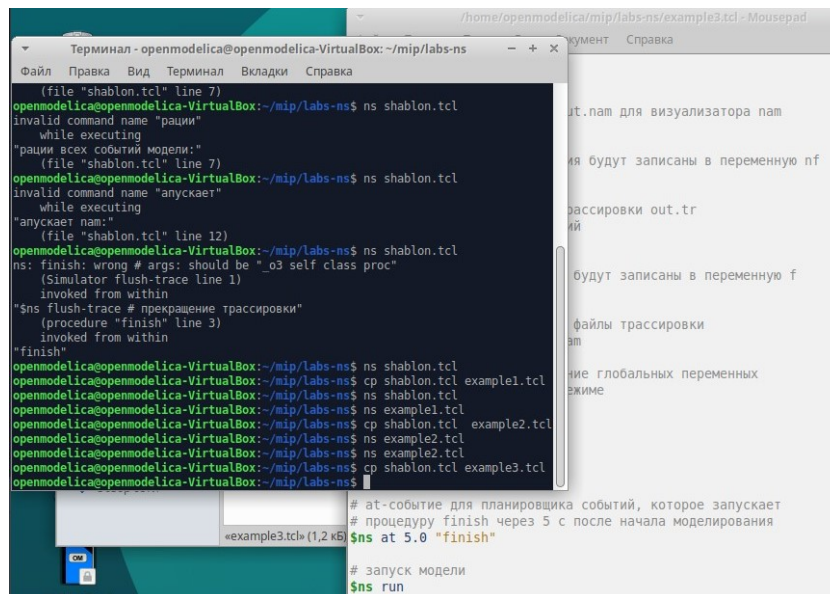 /home/openmodelica/mip/labs-ns/example3.tcl - Mousepad
Терминал - openmodelica@openmodelica-VirtualBox: ~/mip/labs-ns
Справка
Файл Правка Вид Терминал Вкладки Справка
(file "shablon.tcl" line 7)
openmodelica@openmodelica-VirtualBox:~/mip/labs-ns$ ns shablon.tcl
invalid command name "рации"
while executing
"рации всех событий модели:"
(file "shablon.tcl" line 7)
openmodelica@openmodelica-VirtualBox:~/mip/labs-ns$ ns shablon.tcl
invalid command name "апускает"
while executing
"апускает nam:"
(file "shablon.tcl" line 12)
openmodelica@openmodelica-VirtualBox:~/mip/labs-ns$ ns shablon.tcl
ns: finish: wrong # args: should be "_o3 self class proc"
(Simulator flush-trace line 1)
invoked from within
"$ns flush-trace # прекращение трассировки"
(procedure "finish" line 3)
invoked from within
"finish"
openmodelica@openmodelica-VirtualBox:~/mip/labs-ns$ ns shablon.tcl
openmodelica@openmodelica-VirtualBox:~/mip/labs-ns$ cp shablon.tcl example1.tcl
openmodelica@openmodelica-VirtualBox:~/mip/labs-ns$ ns shablon.tcl
openmodelica@openmodelica-VirtualBox:~/mip/labs-ns$ ns example1.tcl
openmodelica@openmodelica-VirtualBox:~/mip/labs-ns$ cp shablon.tcl  example2.tcl
openmodelica@openmodelica-VirtualBox:~/mip/labs-ns$ ns example2.tcl
openmodelica@openmodelica-VirtualBox:~/mip/labs-ns$ ns example2.tcl
openmodelica@openmodelica-VirtualBox:~/mip/labs-ns$ cp shablon.tcl example3.tcl
openmodelica@openmodelica-VirtualBox:~/mip/labs-ns$
ut.nam для визуализатора nam
ия будут записаны в переменную nf
рассировки out.tr
ий
будут записаны в переменную f
файлы трассировки
am
ние глобальных переменных
ежиме
# at-событие для планировщика событий, которое запускает
# процедуру finish через 5 с после начала моделирования
$ns at 5.0 "finish"
# запуск модели
$ns run
«example3.tcl» (1,2 кБ)
OM